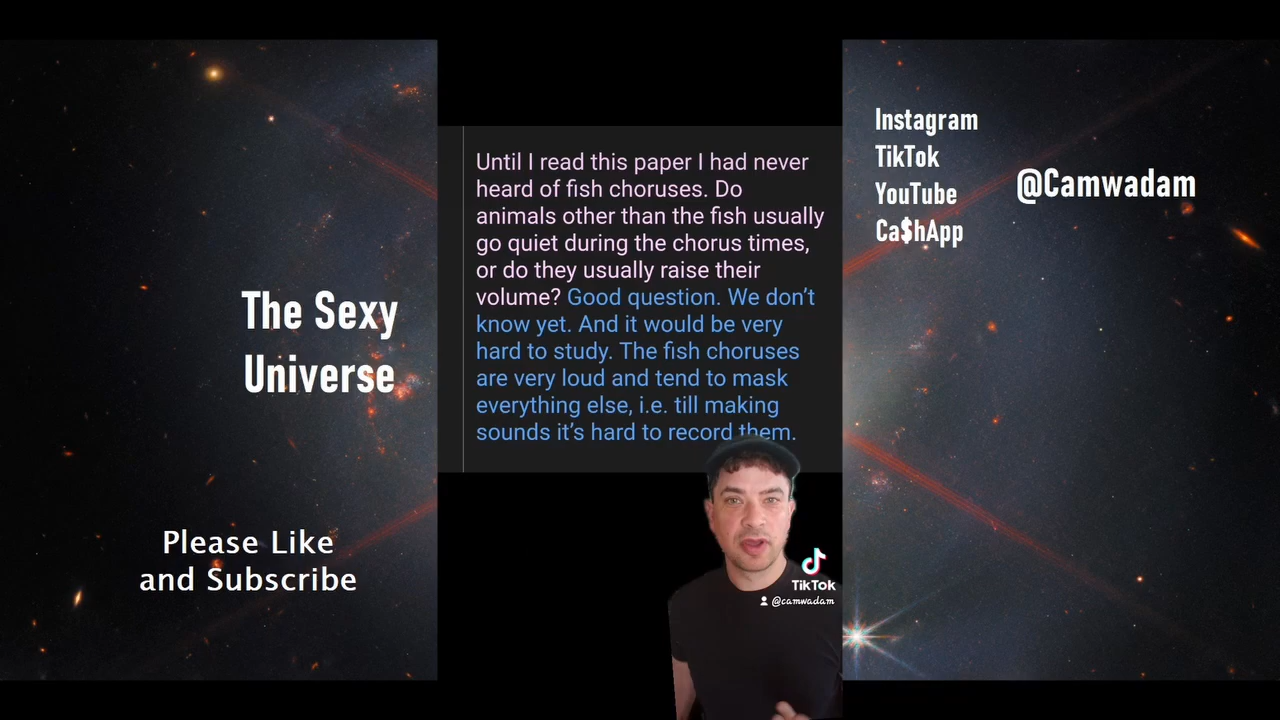 The Sexy
Universe
Please Like
and Subscribe
Until I read this paper I had never
heard of fish choruses. Do
animals other than the fish usually
go quiet during the chorus times,
or do they usually raise their
volume? Good question. We don't
know yet. And it would be very
hard to study. The fish choruses
are very loud and tend to mask
everything else, i.e. till making
sounds it's hard to record them.
TikTok
@camwadam
Instagram
TikTok
YouTube
Ca$hApp
@Camwadam